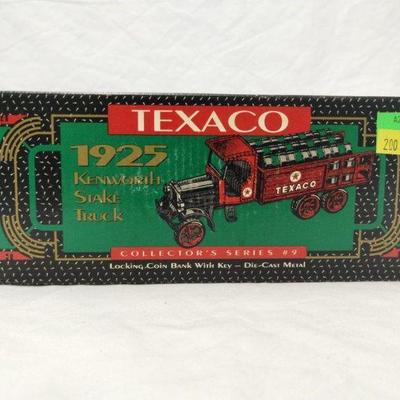 TEXACO
1925
KENWORTH
STAKE
TRUCK
TEXACO
COLLECTOR'S SERIES #9
LOCKING COIN BANK WITH KEY – DIE-CAST METAL
200